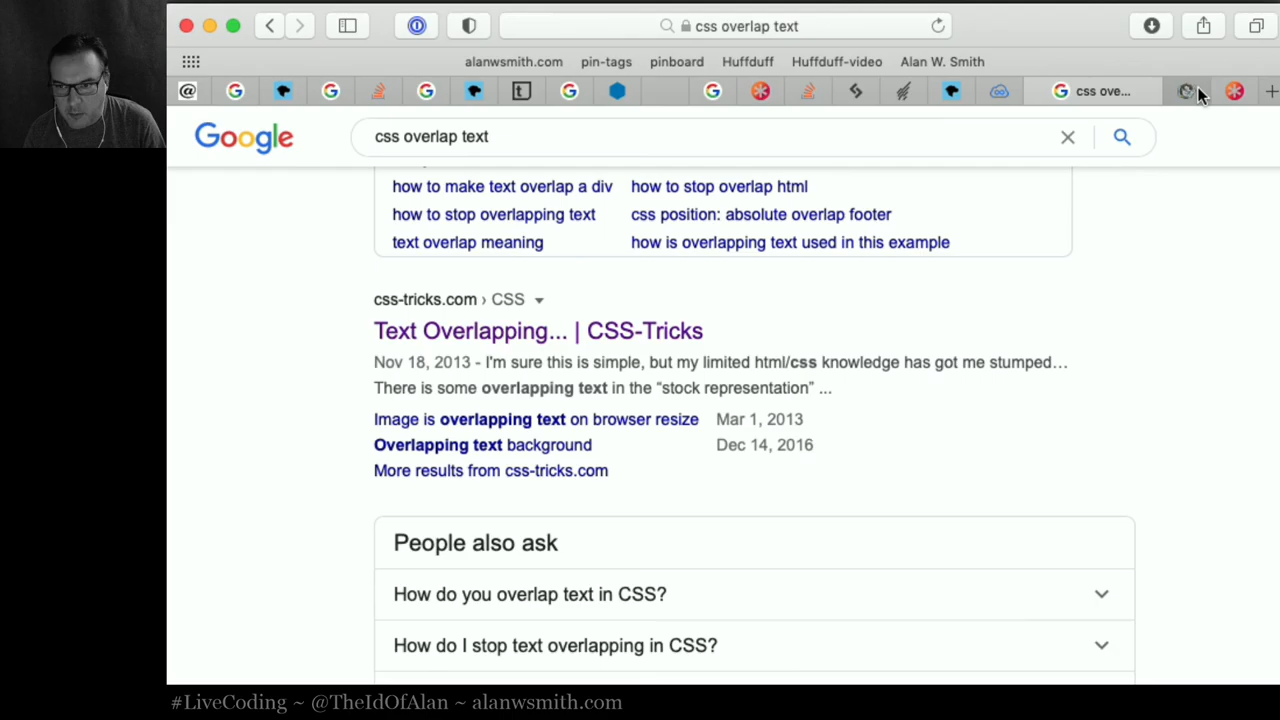 css overlap text
alanwsmith.com pin-tags pinboard Huffduff Huffduff-video Alan W. Smith
css ove...
Google
css overlap text
how to make text overlap a div how to stop overlap html
how to stop overlapping text css position: absolute overlap footer
text overlap meaning how is overlapping text used in this example
css-tricks.com › CSS
Text Overlapping... | CSS-Tricks
Nov 18, 2013 - I'm sure this is simple, but my limited html/css knowledge has got me stumped…
There is some overlapping text in the “stock representation” ...
Image is overlapping text on browser resize Mar 1, 2013
Overlapping text background Dec 14, 2016
More results from css-tricks.com
People also ask
How do you overlap text in CSS?
How do I stop text overlapping in CSS?
#LiveCoding ~ @TheIdOfAlan ~ alanwsmith.com